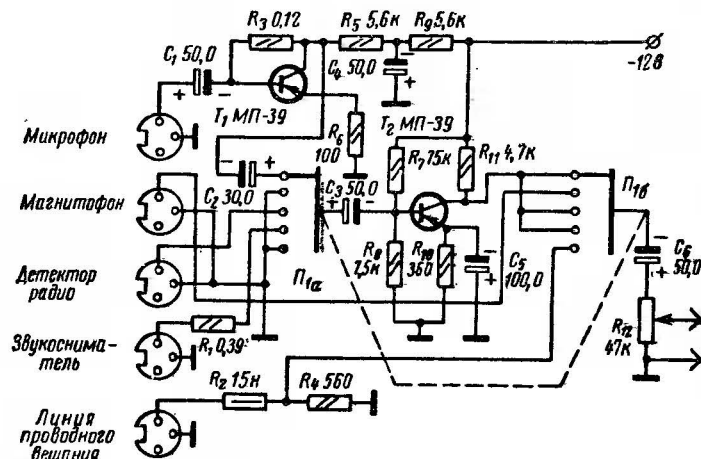 R3 0,12
R5 5,6к
R9 5,6к
C1 50,0
−
+
C4 50,0
−
+
-12в
T1 МП-39
T2 МП-39
R6
100
R7 75к
R11 4,7к
Микрофон
−
+
C2 30,0
C3 50,0
+
−
П1б
Магнитофон
R8
7,5к
R10
360
−
+
C5
100,0
−
C6
50,0
+
П1а
Детектор
радио
R12
47к
Звукосниматель
R1 0,39
R2 15к
R4 560
Линия
проводного
вещания